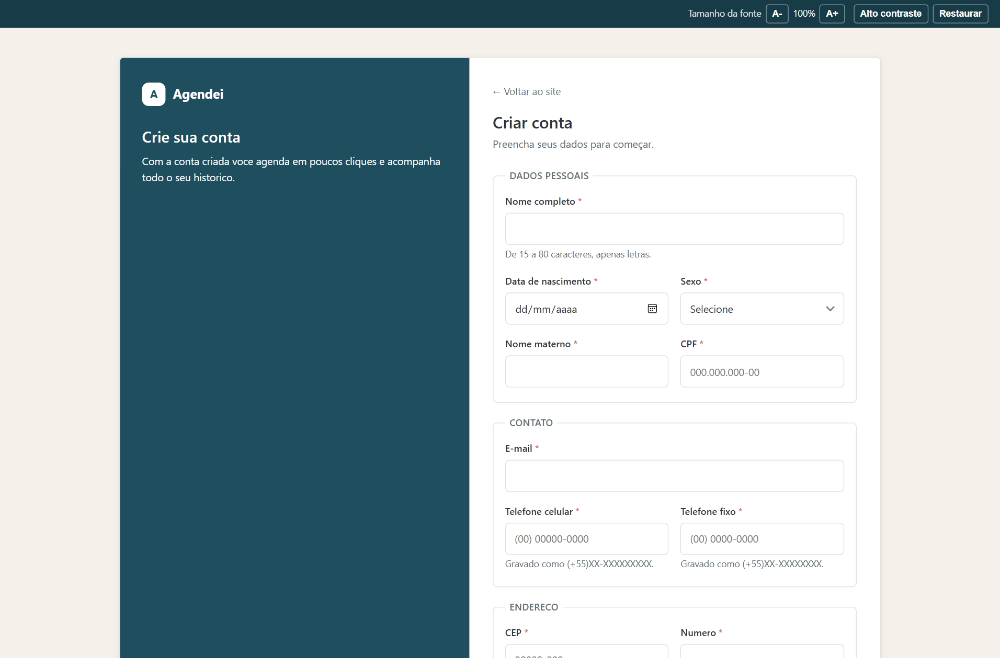 Tamanho da fonte A- 100% A+ Alto contraste Restaurar
A Agendei
Crie sua conta
Com a conta criada voce agenda em poucos cliques e acompanha
todo o seu historico.
← Voltar ao site
Criar conta
Preencha seus dados para começar.
DADOS PESSOAIS
Nome completo *
De 15 a 80 caracteres, apenas letras.
Data de nascimento * Sexo *
dd/mm/aaaa Selecione
Nome materno * CPF *
000.000.000-00
CONTATO
E-mail *
Telefone celular * Telefone fixo *
(00) 00000-0000 (00) 0000-0000
Gravado como (+55)XX-XXXXXXXXX. Gravado como (+55)XX-XXXXXXXX.
ENDERECO
CEP * Numero *
00000-000